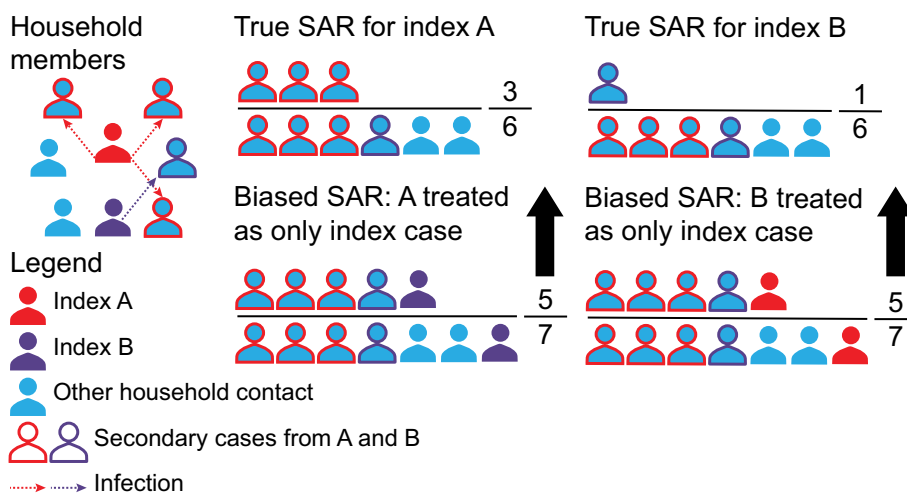 Household
members
Legend
Index A
Index B
Other household contact
Secondary cases from A and B
Infection
True SAR for index A
3
6
Biased SAR: A treated
as only index case
5
7
True SAR for index B
1
6
Biased SAR: B treated
as only index case
5
7